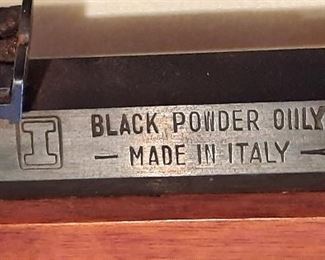 I BLACK POWDER ONLY
— MADE IN ITALY —